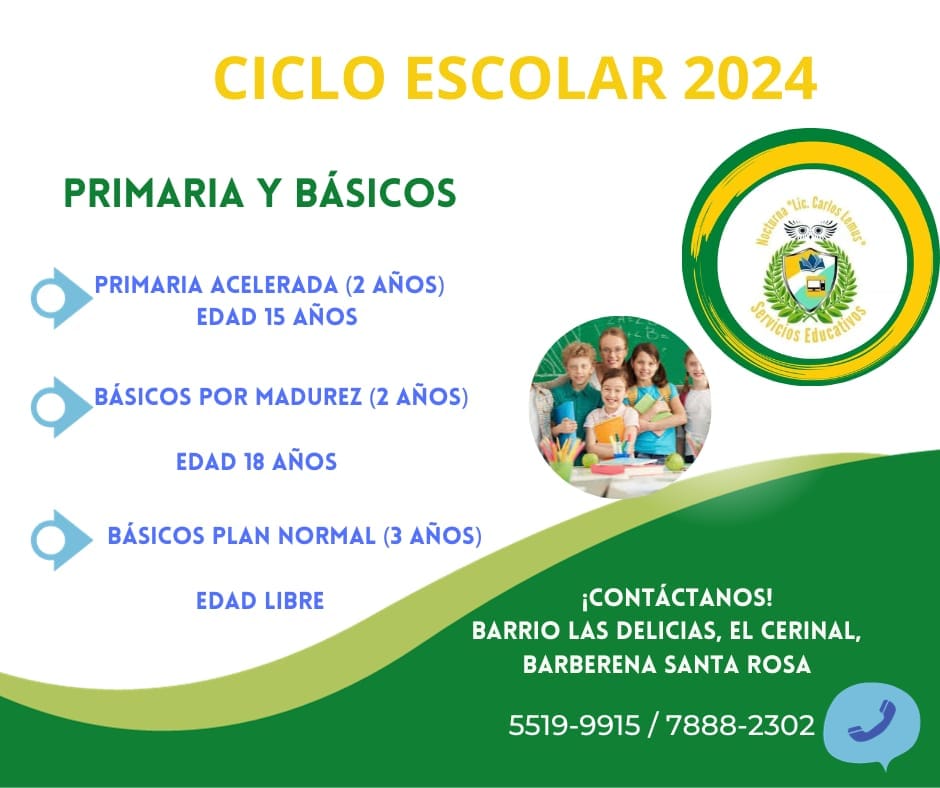 CICLO ESCOLAR 2024
PRIMARIA Y BÁSICOS
Nocturna "Lic. Carlos Lemus"
Servicios Educativos
PRIMARIA ACELERADA (2 AÑOS)
EDAD 15 AÑOS
BÁSICOS POR MADUREZ (2 AÑOS)
EDAD 18 AÑOS
BÁSICOS PLAN NORMAL (3 AÑOS)
EDAD LIBRE
¡CONTÁCTANOS!
BARRIO LAS DELICIAS, EL CERINAL,
BARBERENA SANTA ROSA
5519-9915 / 7888-2302